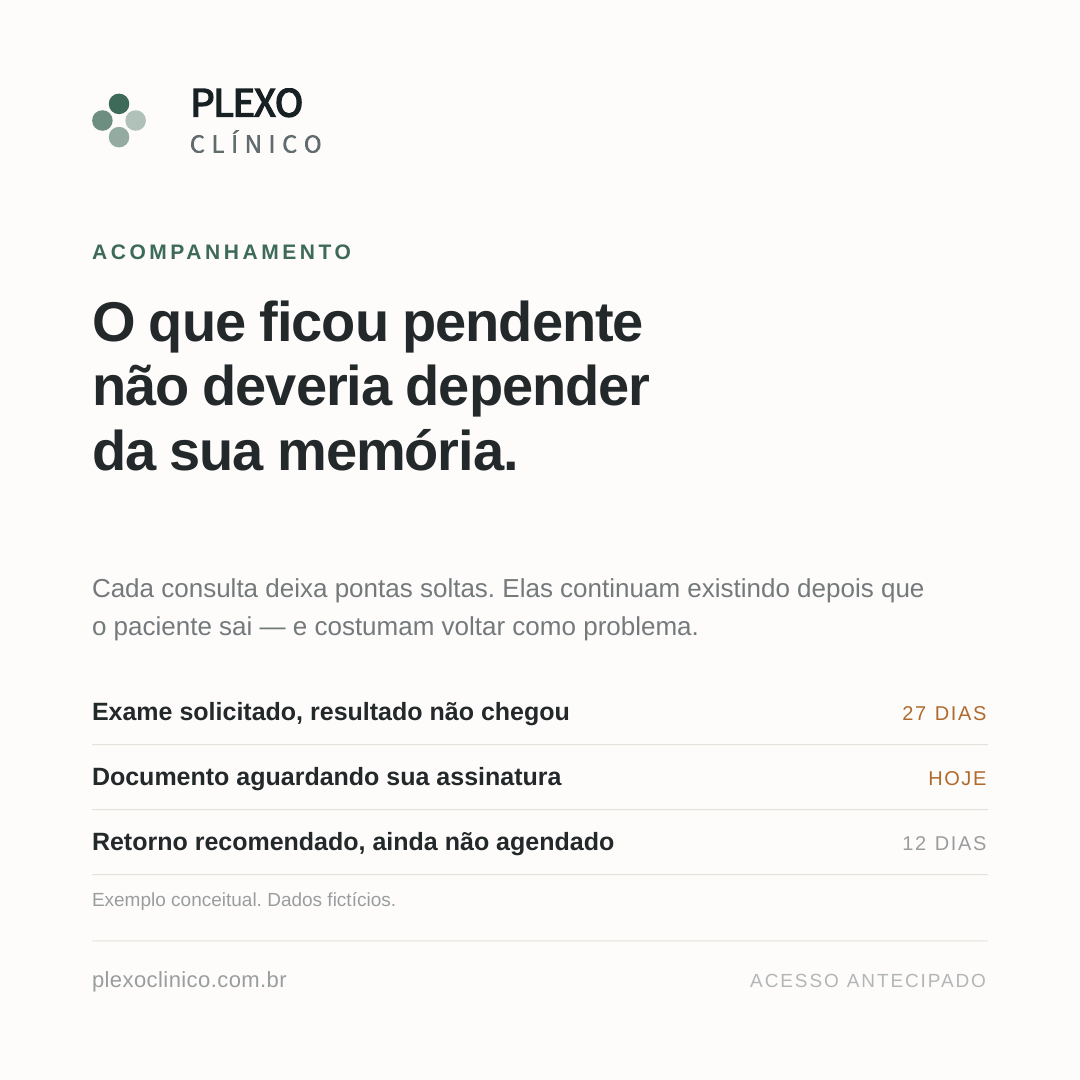 PLEXO
CLÍNICO
ACOMPANHAMENTO
O que ficou pendente
não deveria depender
da sua memória.
Cada consulta deixa pontas soltas. Elas continuam existindo depois que
o paciente sai — e costumam voltar como problema.
Exame solicitado, resultado não chegou 27 DIAS
Documento aguardando sua assinatura HOJE
Retorno recomendado, ainda não agendado 12 DIAS
Exemplo conceitual. Dados fictícios.
plexoclinico.com.br ACESSO ANTECIPADO